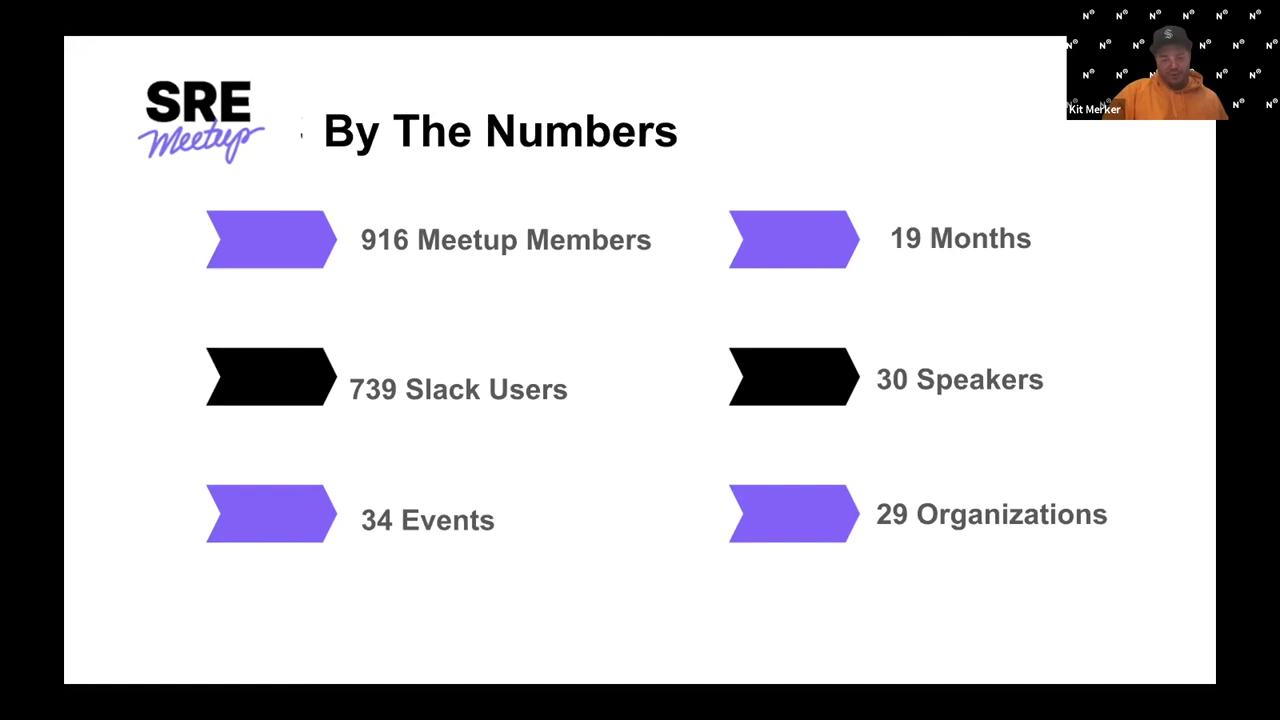 SRE
Meetup
By The Numbers
916 Meetup Members
19 Months
739 Slack Users
30 Speakers
34 Events
29 Organizations
Kit Merker